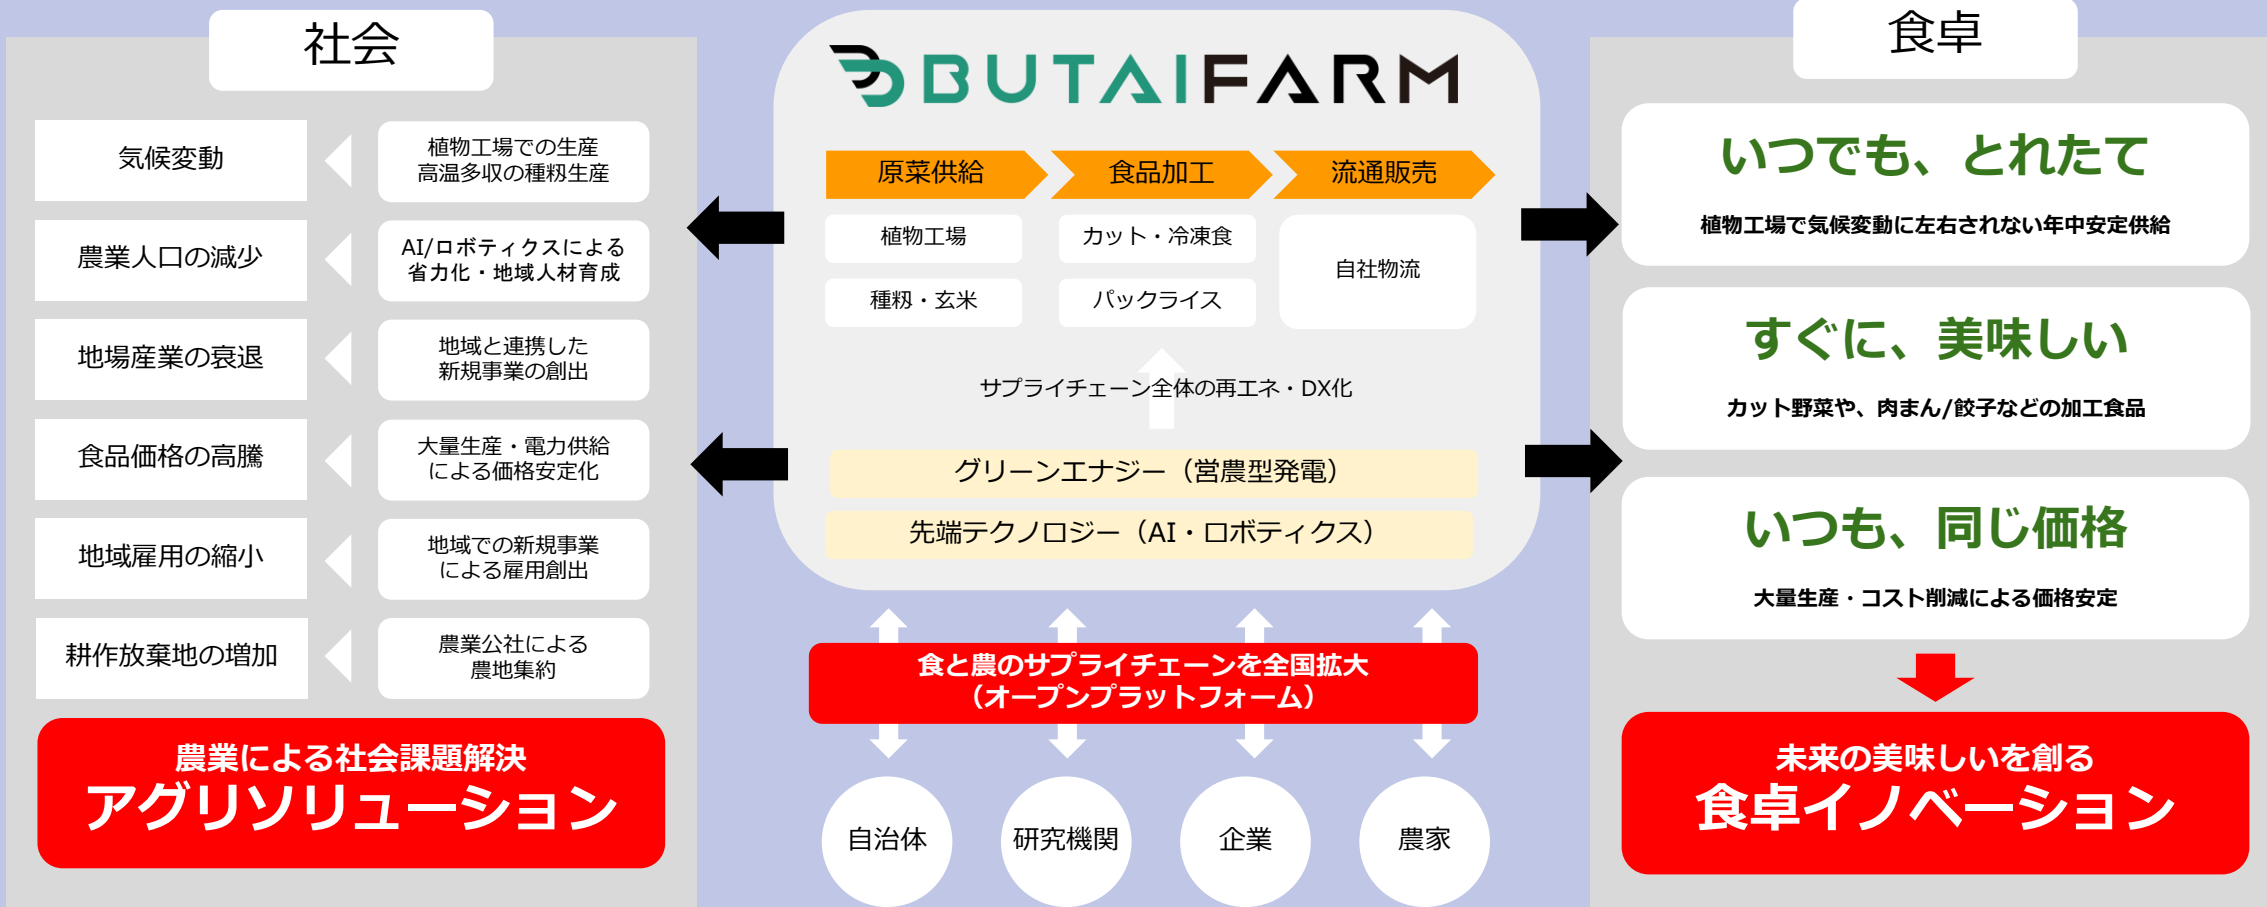 社会
気候変動
植物工場での生産
高温多収の種籾生産
農業人口の減少
AI/ロボティクスによる
省力化・地域人材育成
地場産業の衰退
地域と連携した
新規事業の創出
食品価格の高騰
大量生産・電力供給
による価格安定化
地域雇用の縮小
地域での新規事業
による雇用創出
耕作放棄地の増加
農業公社による
農地集約
農業による社会課題解決
アグリソリューション
BUTAIFARM
原菜供給
食品加工
流通販売
植物工場
カット・冷凍食
自社物流
種籾・玄米
パックライス
サプライチェーン全体の再エネ・DX化
グリーンエナジー（営農型発電）
先端テクノロジー（AI・ロボティクス）
食と農のサプライチェーンを全国拡大
（オープンプラットフォーム）
自治体
研究機関
企業
農家
食卓
いつでも、とれたて
植物工場で気候変動に左右されない年中安定供給
すぐに、美味しい
カット野菜や、肉まん/餃子などの加工食品
いつも、同じ価格
大量生産・コスト削減による価格安定
未来の美味しいを創る
食卓イノベーション